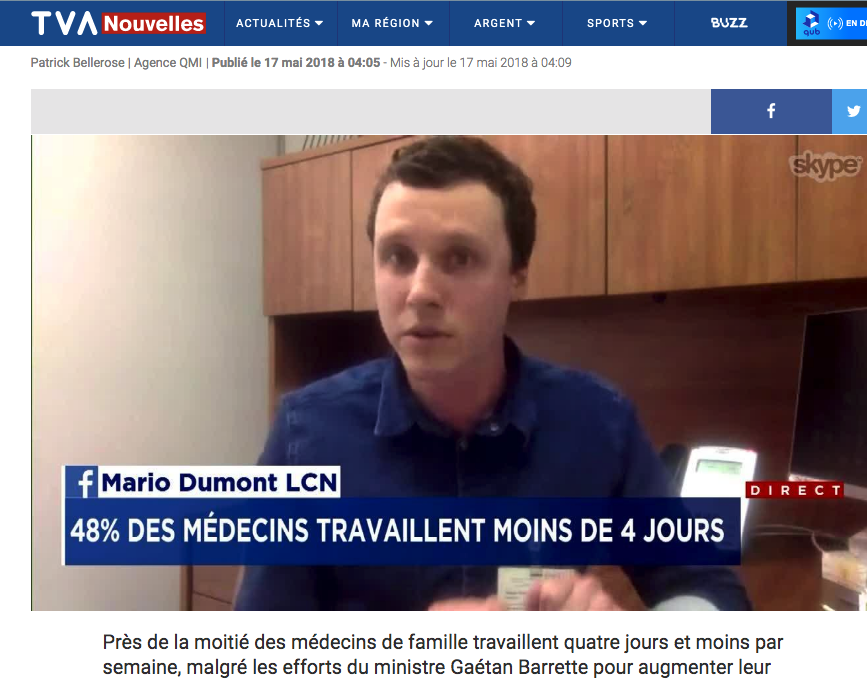 TVA Nouvelles
ACTUALITÉS MA RÉGION ARGENT SPORTS BUZZ
qub EN D
Patrick Bellerose | Agence QMI | Publié le 17 mai 2018 à 04:05 - Mis à jour le 17 mai 2018 à 04:09
f
skype
f Mario Dumont LCN
DIRECT
48% DES MÉDECINS TRAVAILLENT MOINS DE 4 JOURS
Près de la moitié des médecins de famille travaillent quatre jours et moins par
semaine, malgré les efforts du ministre Gaétan Barrette pour augmenter leur